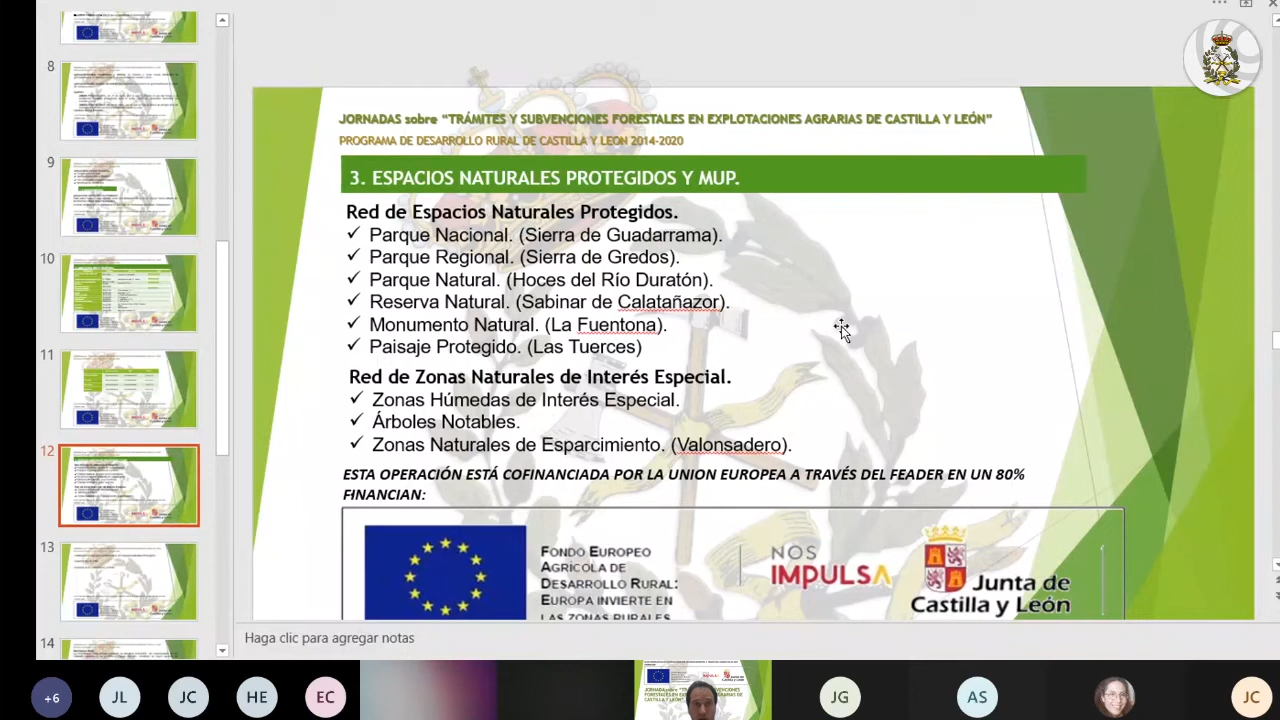 JORNADAS sobre “TRÁMITES Y SUBVENCIONES FORESTALES EN EXPLOTACIONES AGRARIAS DE CASTILLA Y LEÓN”
PROGRAMA DE DESARROLLO RURAL DE CASTILLA Y LEON 2014-2020
3. ESPACIOS NATURALES PROTEGIDOS Y MUP.
Red de Espacios Naturales Protegidos.
✓ Parque Nacional. (Sierra de Guadarrama).
✓ Parque Regional. (Sierra de Gredos).
✓ Parque Natural. (Hoces del Río Duratón).
✓ Reserva Natural. (Sabinar de Calatañazor).
✓ Monumento Natural. (La Fuentona).
✓ Paisaje Protegido. (Las Tuerces)
Red de Zonas Naturales de Interés Especial.
✓ Zonas Húmedas de Interés Especial.
✓ Árboles Notables.
✓ Zonas Naturales de Esparcimiento. (Valonsadero).
ESTA OPERACIÓN ESTÁ COFINANCIADA POR LA UNION EUROPEA A TRAVÉS DEL FEADER EN UN 80%
FINANCIAN:
FONDO EUROPEO
AGRÍCOLA DE
DESARROLLO RURAL:
EUROPA INVIERTE EN
LAS ZONAS RURALES
NOS
IMPULSA
Junta de
Castilla y León
8
9
10
11
12
13
14
Haga clic para agregar notas
+6
JL
JC
HE
EC
JG
AS
JC